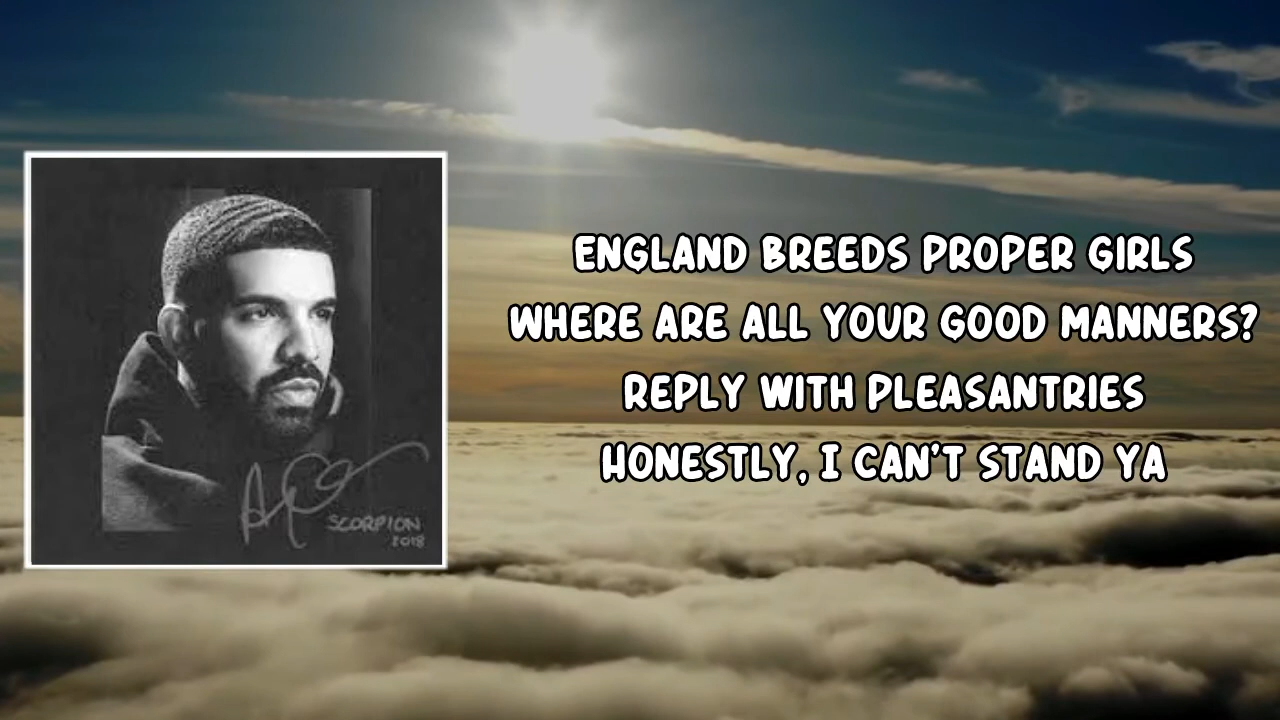 SCORPION
2018
ENGLAND BREEDS PROPER GIRLS
WHERE ARE ALL YOUR GOOD MANNERS?
REPLY WITH PLEASANTRIES
HONESTLY, I CAN'T STAND YA